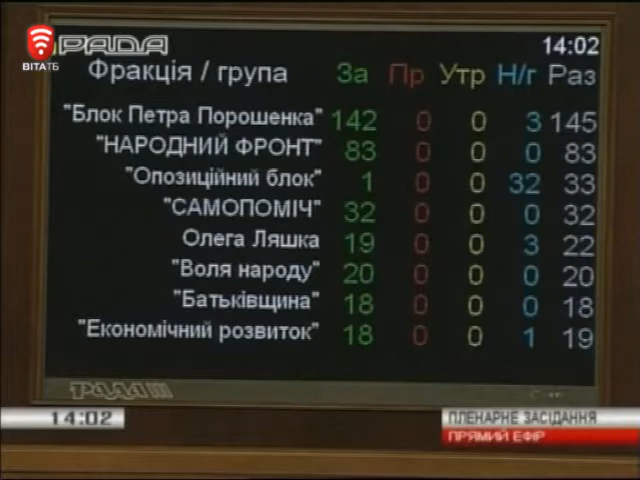 РАДА 14:02
ВІТАТБ
Фракція / група За Пр Утр Н/г Раз
"Блок Петра Порошенка" 142 0 0 3 145
"НАРОДНИЙ ФРОНТ" 83 0 0 0 83
"Опозиційний блок" 1 0 0 32 33
"САМОПОМІЧ" 32 0 0 0 32
Олега Ляшка 19 0 0 3 22
"Воля народу" 20 0 0 0 20
"Батьківщина" 18 0 0 0 18
"Економічний розвиток" 18 0 0 1 19
РАДА
14:02 ПЛЕНАРНЕ ЗАСІДАННЯ
ПРЯМИЙ ЕФІР